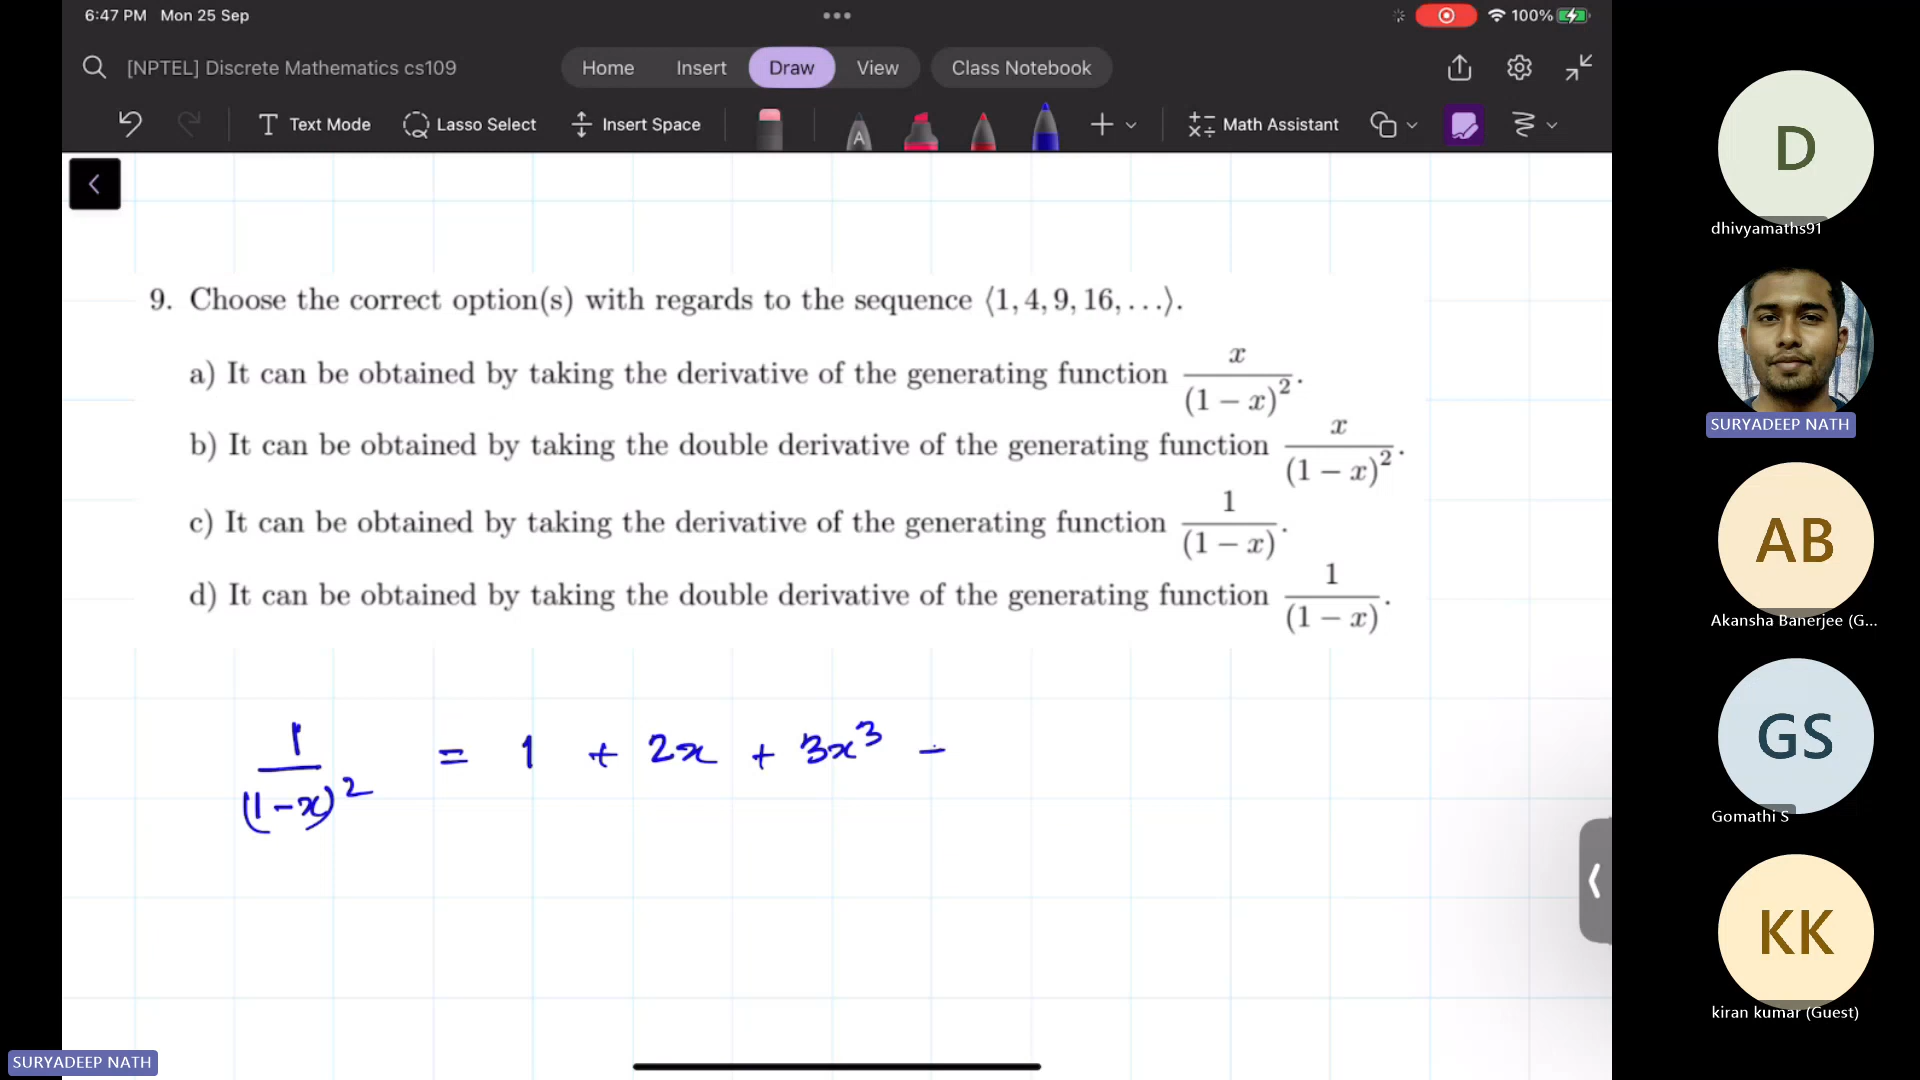 6:47 PM Mon 25 Sep
100%
[NPTEL] Discrete Mathematics cs109
Home Insert Draw View Class Notebook
Text Mode Lasso Select Insert Space A Math Assistant
9. Choose the correct option(s) with regards to the sequence ⟨1, 4, 9, 16, . . .⟩.
a) It can be obtained by taking the derivative of the generating function x/(1 − x)².
b) It can be obtained by taking the double derivative of the generating function x/(1 − x)².
c) It can be obtained by taking the derivative of the generating function 1/(1 − x).
d) It can be obtained by taking the double derivative of the generating function 1/(1 − x).
1/(1-x)² = 1 + 2x + 3x³ -
D
dhivyamaths91
SURYADEEP NATH
AB
Akansha Banerjee (G...
GS
Gomathi S
KK
kiran kumar (Guest)
SURYADEEP NATH